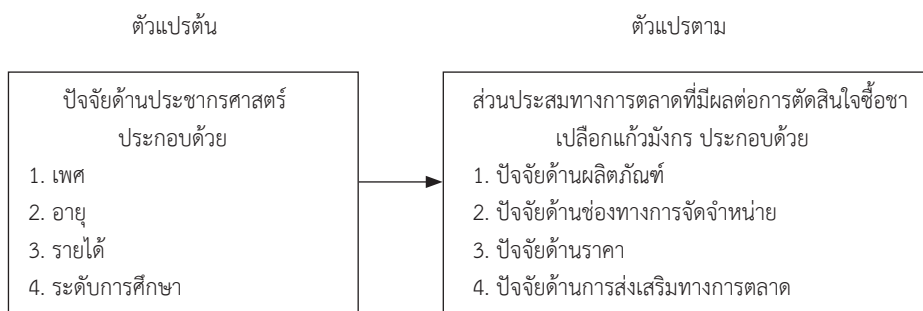 ตัวแปรต้น
ตัวแปรตาม
ปัจจัยด้านประชากรศาสตร์
ประกอบด้วย
1. เพศ
2. อายุ
3. รายได้
4. ระดับการศึกษา
ส่วนประสมทางการตลาดที่มีผลต่อการตัดสินใจซื้อชา
เปลือกแก้วมังกร ประกอบด้วย
1. ปัจจัยด้านผลิตภัณฑ์
2. ปัจจัยด้านช่องทางการจัดจำหน่าย
3. ปัจจัยด้านราคา
4. ปัจจัยด้านการส่งเสริมทางการตลาด